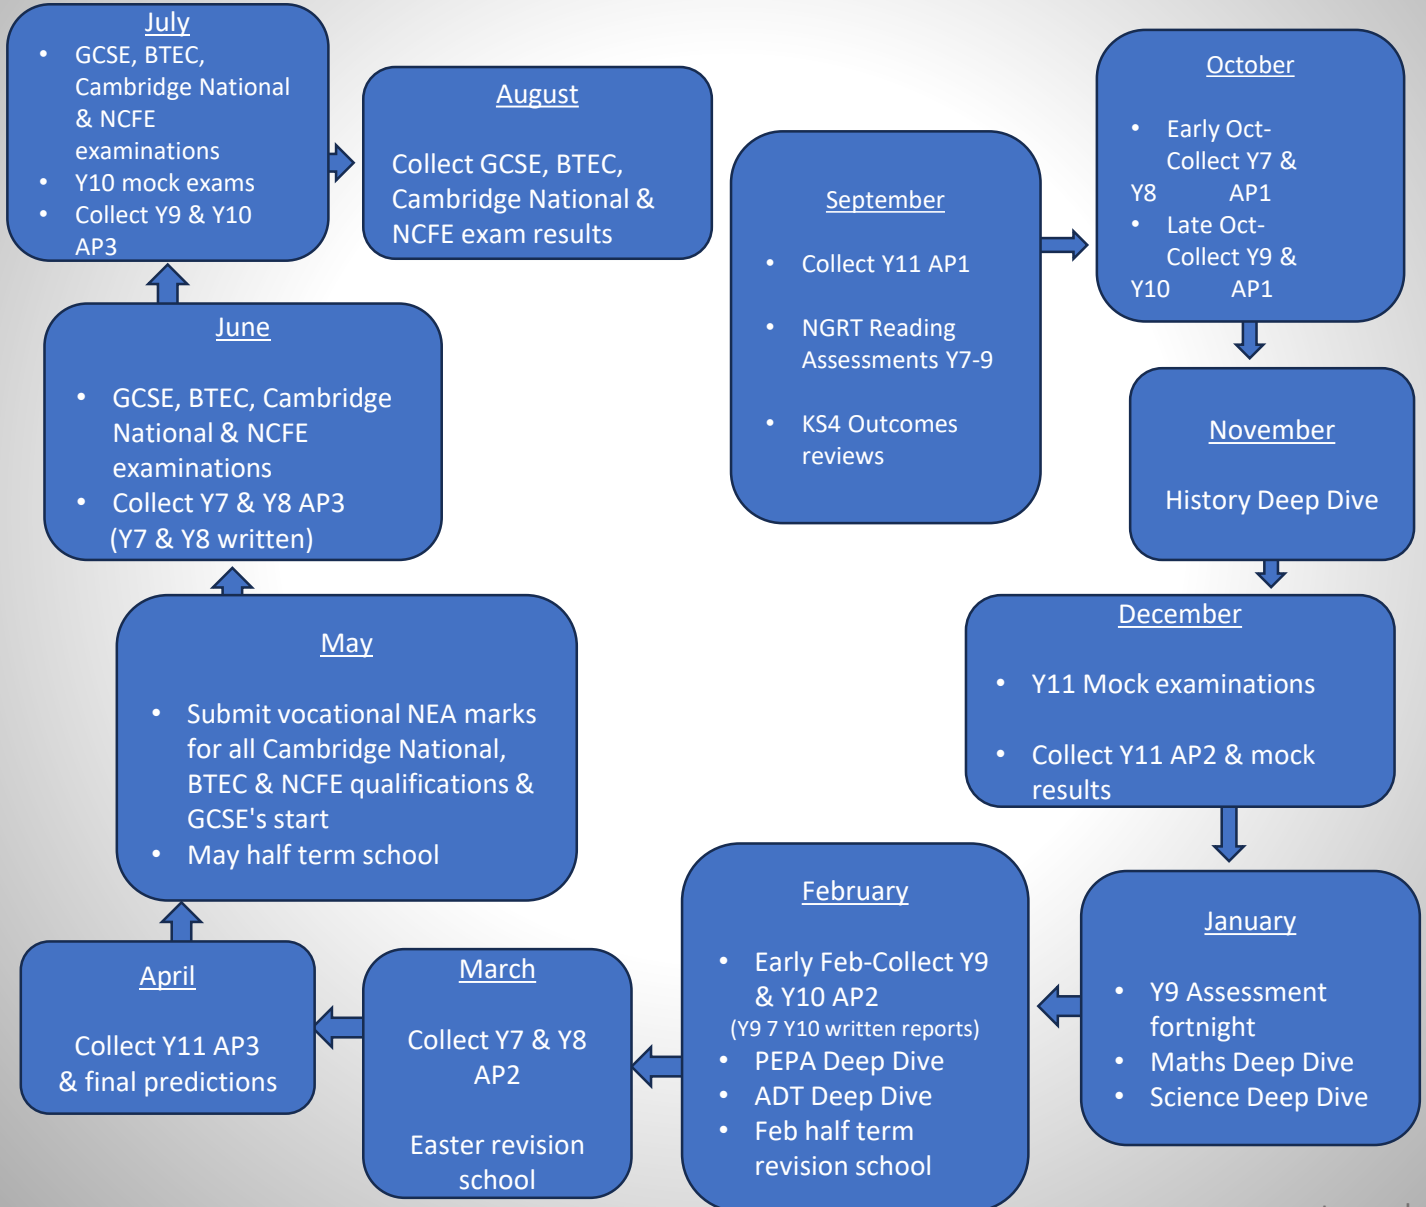 September
• Collect Y11 AP1
• NGRT Reading
Assessments Y7-9
• KS4 Outcomes
reviews
October
• Early Oct-
Collect Y7 &
Y8 AP1
• Late Oct-
Collect Y9 &
Y10 AP1
November
History Deep Dive
December
• Y11 Mock examinations
• Collect Y11 AP2 & mock
results
January
• Y9 Assessment
fortnight
• Maths Deep Dive
• Science Deep Dive
February
• Early Feb-Collect Y9
& Y10 AP2
(Y9 7 Y10 written reports)
• PEPA Deep Dive
• ADT Deep Dive
• Feb half term
revision school
March
Collect Y7 & Y8
AP2
Easter revision
school
April
Collect Y11 AP3
& final predictions
May
• Submit vocational NEA marks
for all Cambridge National,
BTEC & NCFE qualifications &
GCSE's start
• May half term school
June
• GCSE, BTEC, Cambridge
National & NCFE
examinations
• Collect Y7 & Y8 AP3
(Y7 & Y8 written)
July
• GCSE, BTEC,
Cambridge National
& NCFE
examinations
• Y10 mock exams
• Collect Y9 & Y10
AP3
August
Collect GCSE, BTEC,
Cambridge National &
NCFE exam results